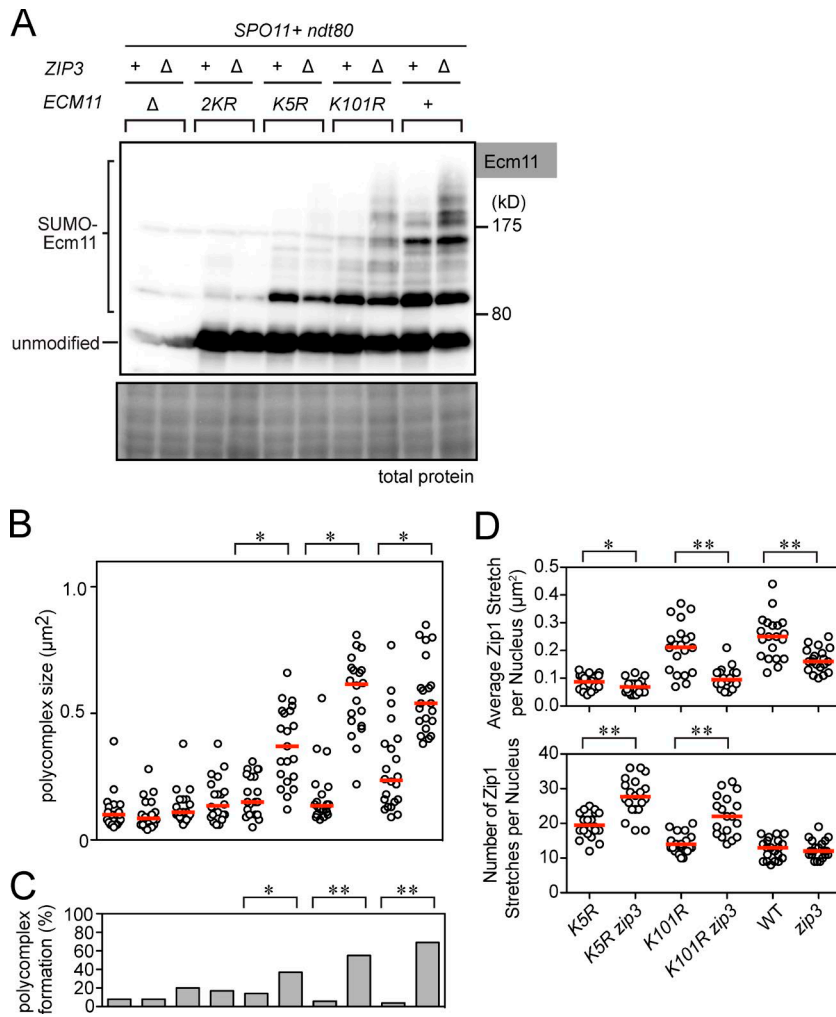 A
SPO11+ ndt80
ZIP3 + Δ + Δ + Δ + Δ + Δ
ECM11 Δ 2KR K5R K101R +
Ecm11
(kD)
SUMO-
Ecm11
175
80
unmodified
total protein
B
* * *
polycomplex size (μm²)
1.0
0.5
0
C
* ** **
polycomplex
formation (%)
100
80
60
40
20
0
D
* ** **
Average Zip1 Stretch
per Nucleus (μm²)
0.5
0.4
0.3
0.2
0.1
0.0
** **
Number of Zip1
Stretches per Nucleus
40
30
20
10
0
K5R
K5R zip3
K101R
K101R zip3
WT
zip3